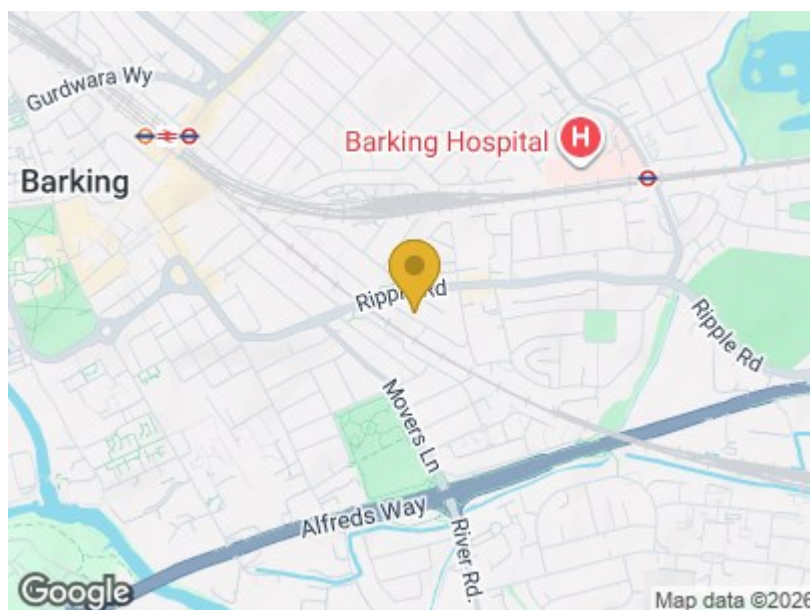 Gurdwara Wy
Barking Hospital
H
Barking
Ripple Rd
Ripple Rd
Movers Ln
Alfreds Way
River Rd.
Google
Map data ©2026